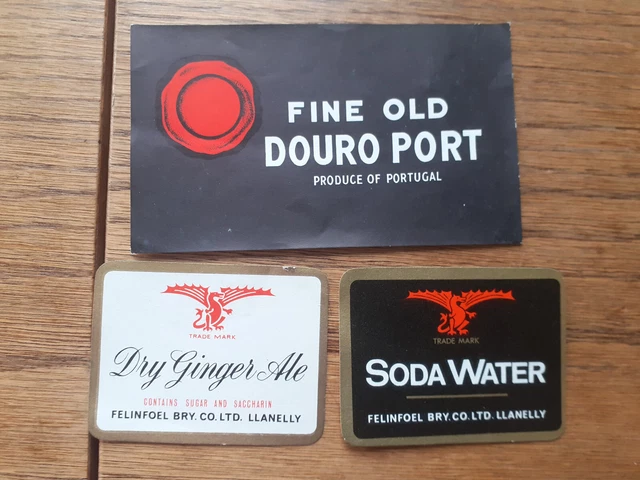 FINE OLD
DOURO PORT
PRODUCE OF PORTUGAL
TRADE MARK
Dry Ginger Ale
CONTAINS SUGAR AND SACCHARIN
FELINFOEL BRY. CO. LTD. LLANELLY
TRADE MARK
SODA WATER
FELINFOEL BRY. CO. LTD. LLANELLY